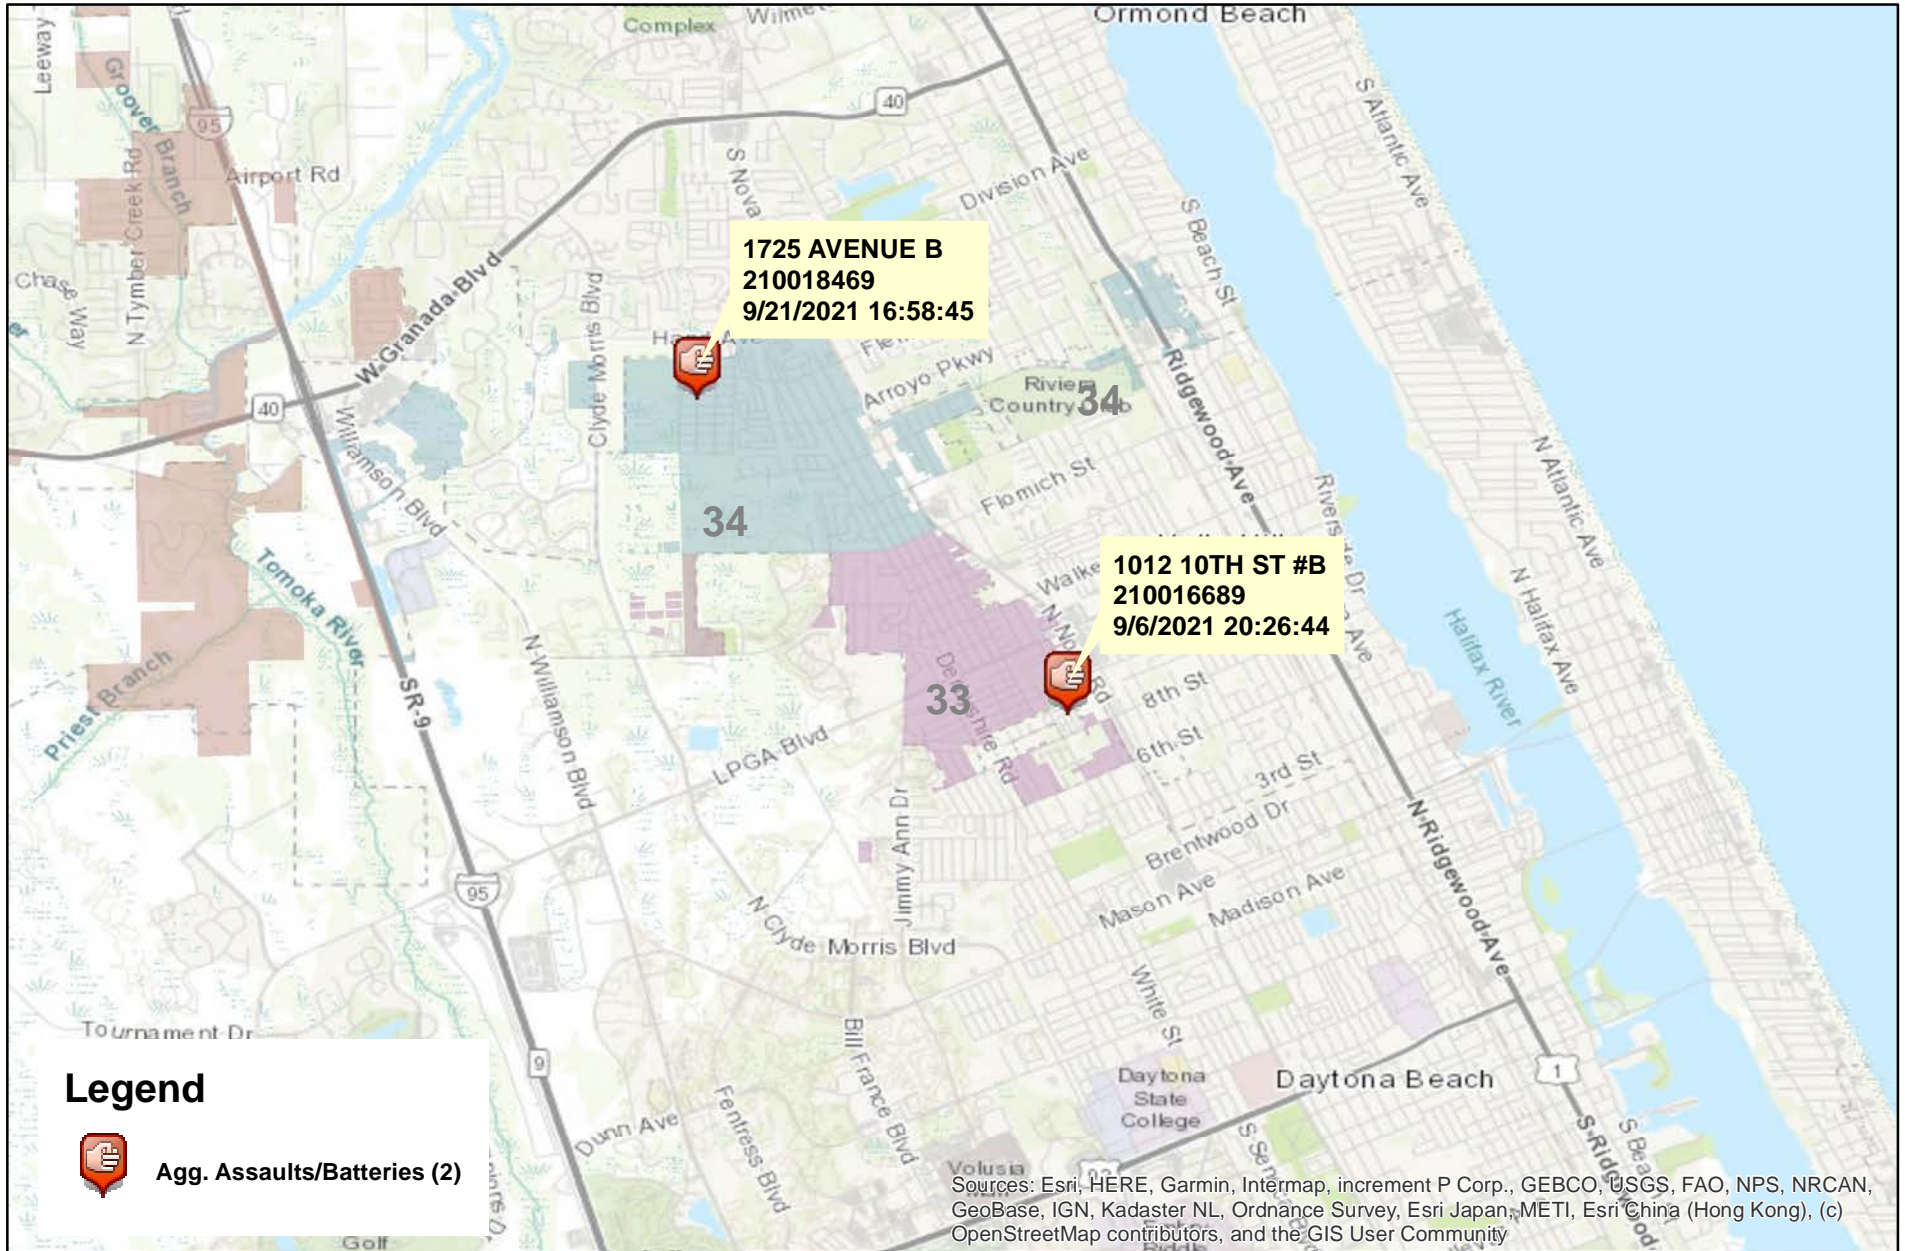 Ormond Beach
Complex
Leeway
Groover Branch
95
40
S Atlantic Ave
Airport Rd
S Nova
Division Ave
N Tymber Creek Rd
S Beach St
1725 AVENUE B
210018469
9/21/2021 16:58:45
Chase Way
W Granada Blvd
Clyde Morris Blvd
Arroyo Pkwy
40
34
Ridgewood Ave
Williamson Blvd
Flomich St
N Atlantic Ave
34
Riverside Dr
1012 10TH ST #B
210016689
9/6/2021 20:26:44
Tomoka River
N Halifax Ave
Halifax River
Priest Branch
SR-9
N Williamson Blvd
33
8th St
6th St
LPGA Blvd
3rd St
Brentwood Dr
Jimmy Ann Dr
N Ridgewood Ave
95
Mason Ave
Madison Ave
N Clyde Morris Blvd
White St
Tournament Dr
Bill France Blvd
9
1
Daytona Beach
Daytona
State
College
Dunn Ave
Fentress Blvd
Legend
Agg. Assaults/Batteries (2)
Volusia
Golf
Sources: Esri, HERE, Garmin, Intermap, increment P Corp., GEBCO, USGS, FAO, NPS, NRCAN,
GeoBase, IGN, Kadaster NL, Ordnance Survey, Esri Japan, METI, Esri China (Hong Kong), (c)
OpenStreetMap contributors, and the GIS User Community